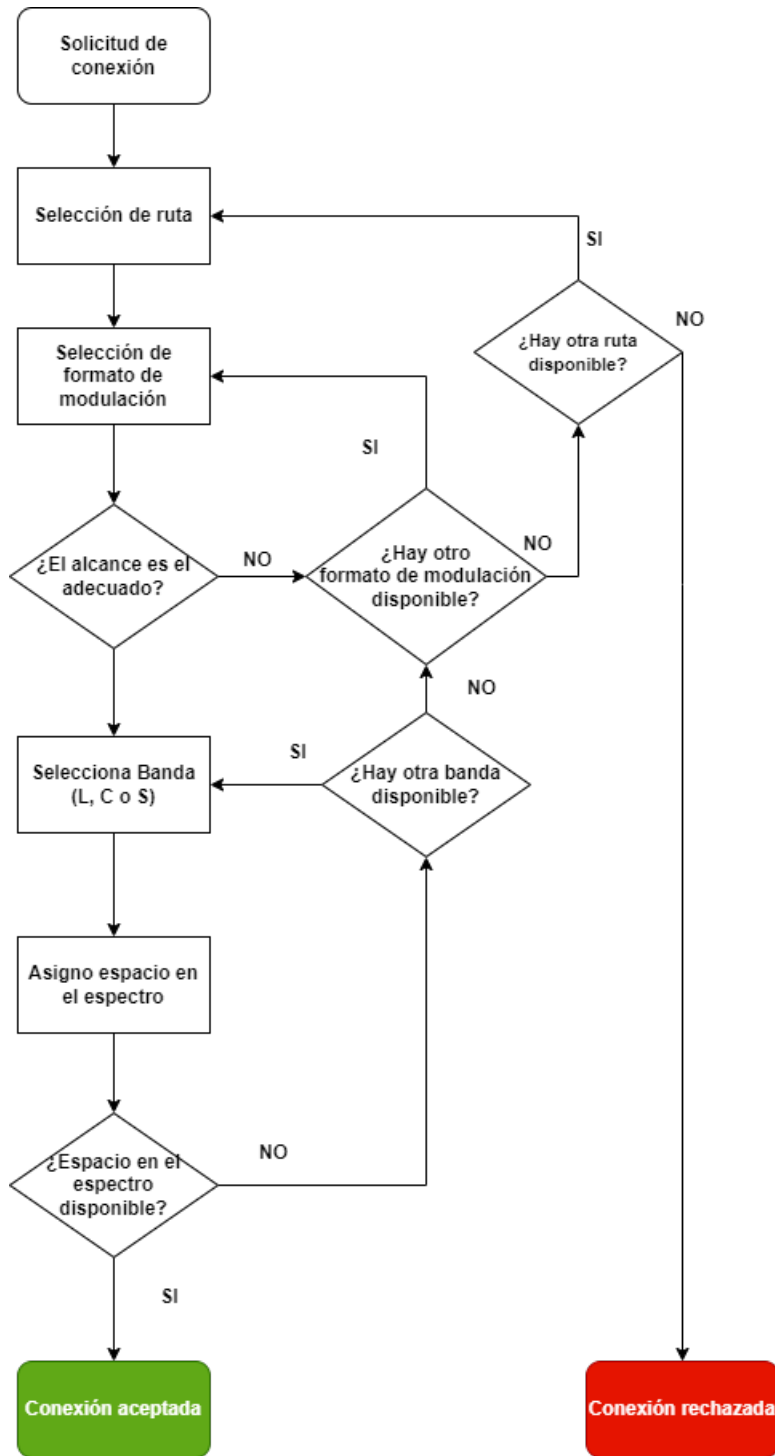 Solicitud de
conexión
Selección de ruta
SI
NO
¿Hay otra ruta
disponible?
Selección de
formato de
modulación
SI
¿El alcance es el
adecuado?
NO
¿Hay otro
formato de modulación
disponible?
NO
NO
Selecciona Banda
(L, C o S)
SI
¿Hay otra banda
disponible?
Asigno espacio en
el espectro
¿Espacio en el
espectro
disponible?
NO
SI
Conexión aceptada
Conexión rechazada